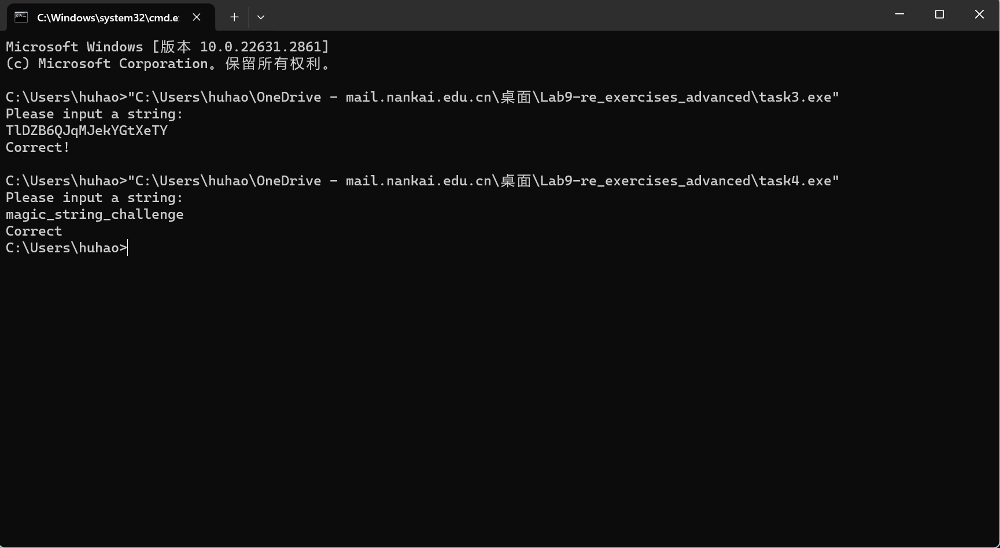 C:\Windows\system32\cmd.e
Microsoft Windows [版本 10.0.22631.2861]
(c) Microsoft Corporation。保留所有权利。
C:\Users\huhao>"C:\Users\huhao\OneDrive - mail.nankai.edu.cn\桌面\Lab9-re_exercises_advanced\task3.exe"
Please input a string:
TlDZB6QJqMJekYGtXeTY
Correct!
C:\Users\huhao>"C:\Users\huhao\OneDrive - mail.nankai.edu.cn\桌面\Lab9-re_exercises_advanced\task4.exe"
Please input a string:
magic_string_challenge
Correct
C:\Users\huhao>